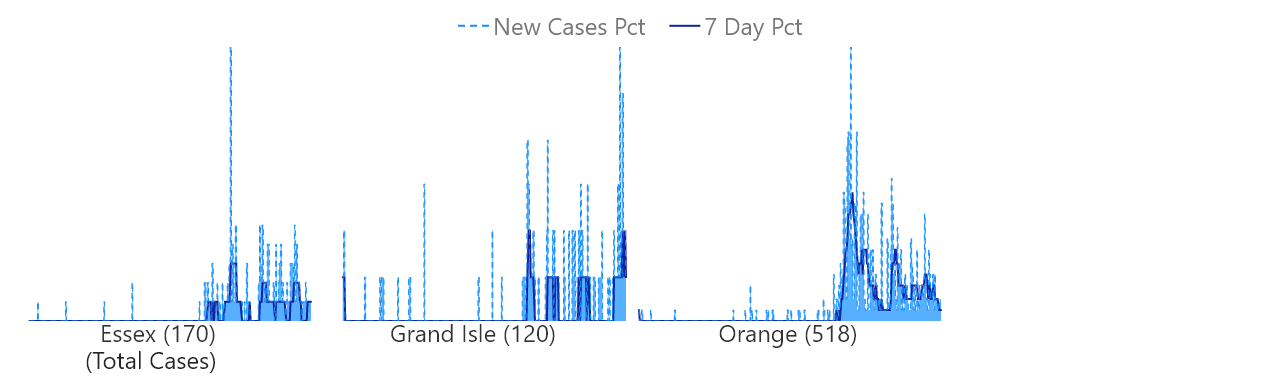 New Cases Pct 7 Day Pct
Essex (170) Grand Isle (120) Orange (518)
(Total Cases)